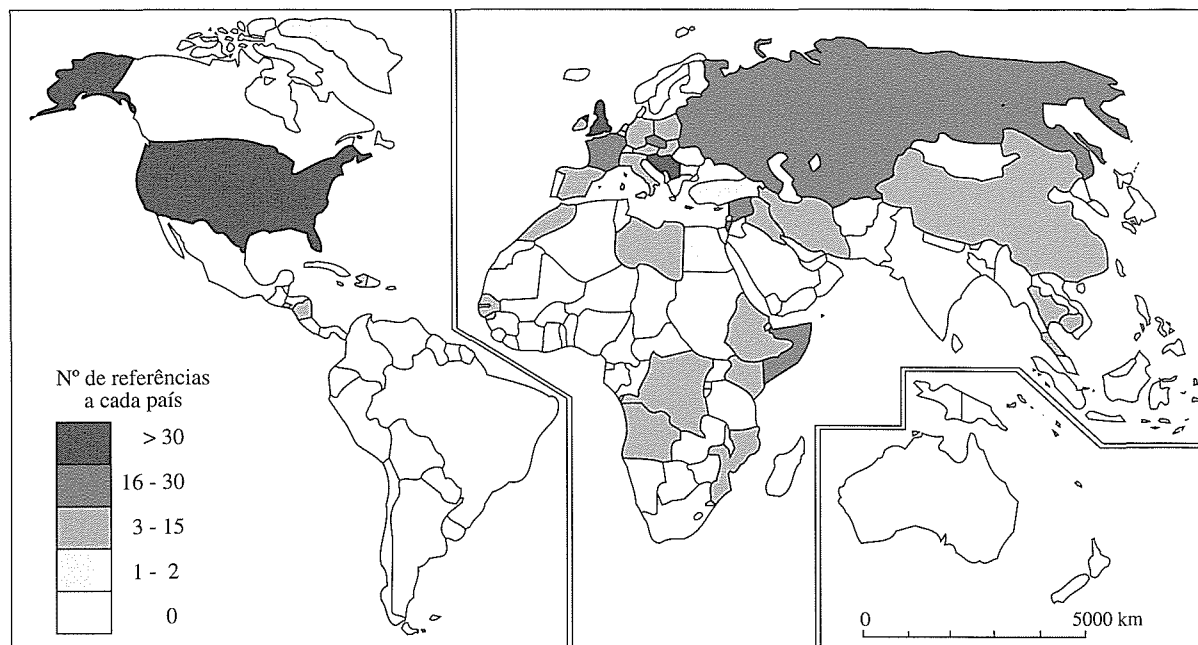 Nº de referências
a cada país
> 30
16 - 30
3 - 15
1 - 2
0
0 5000 km